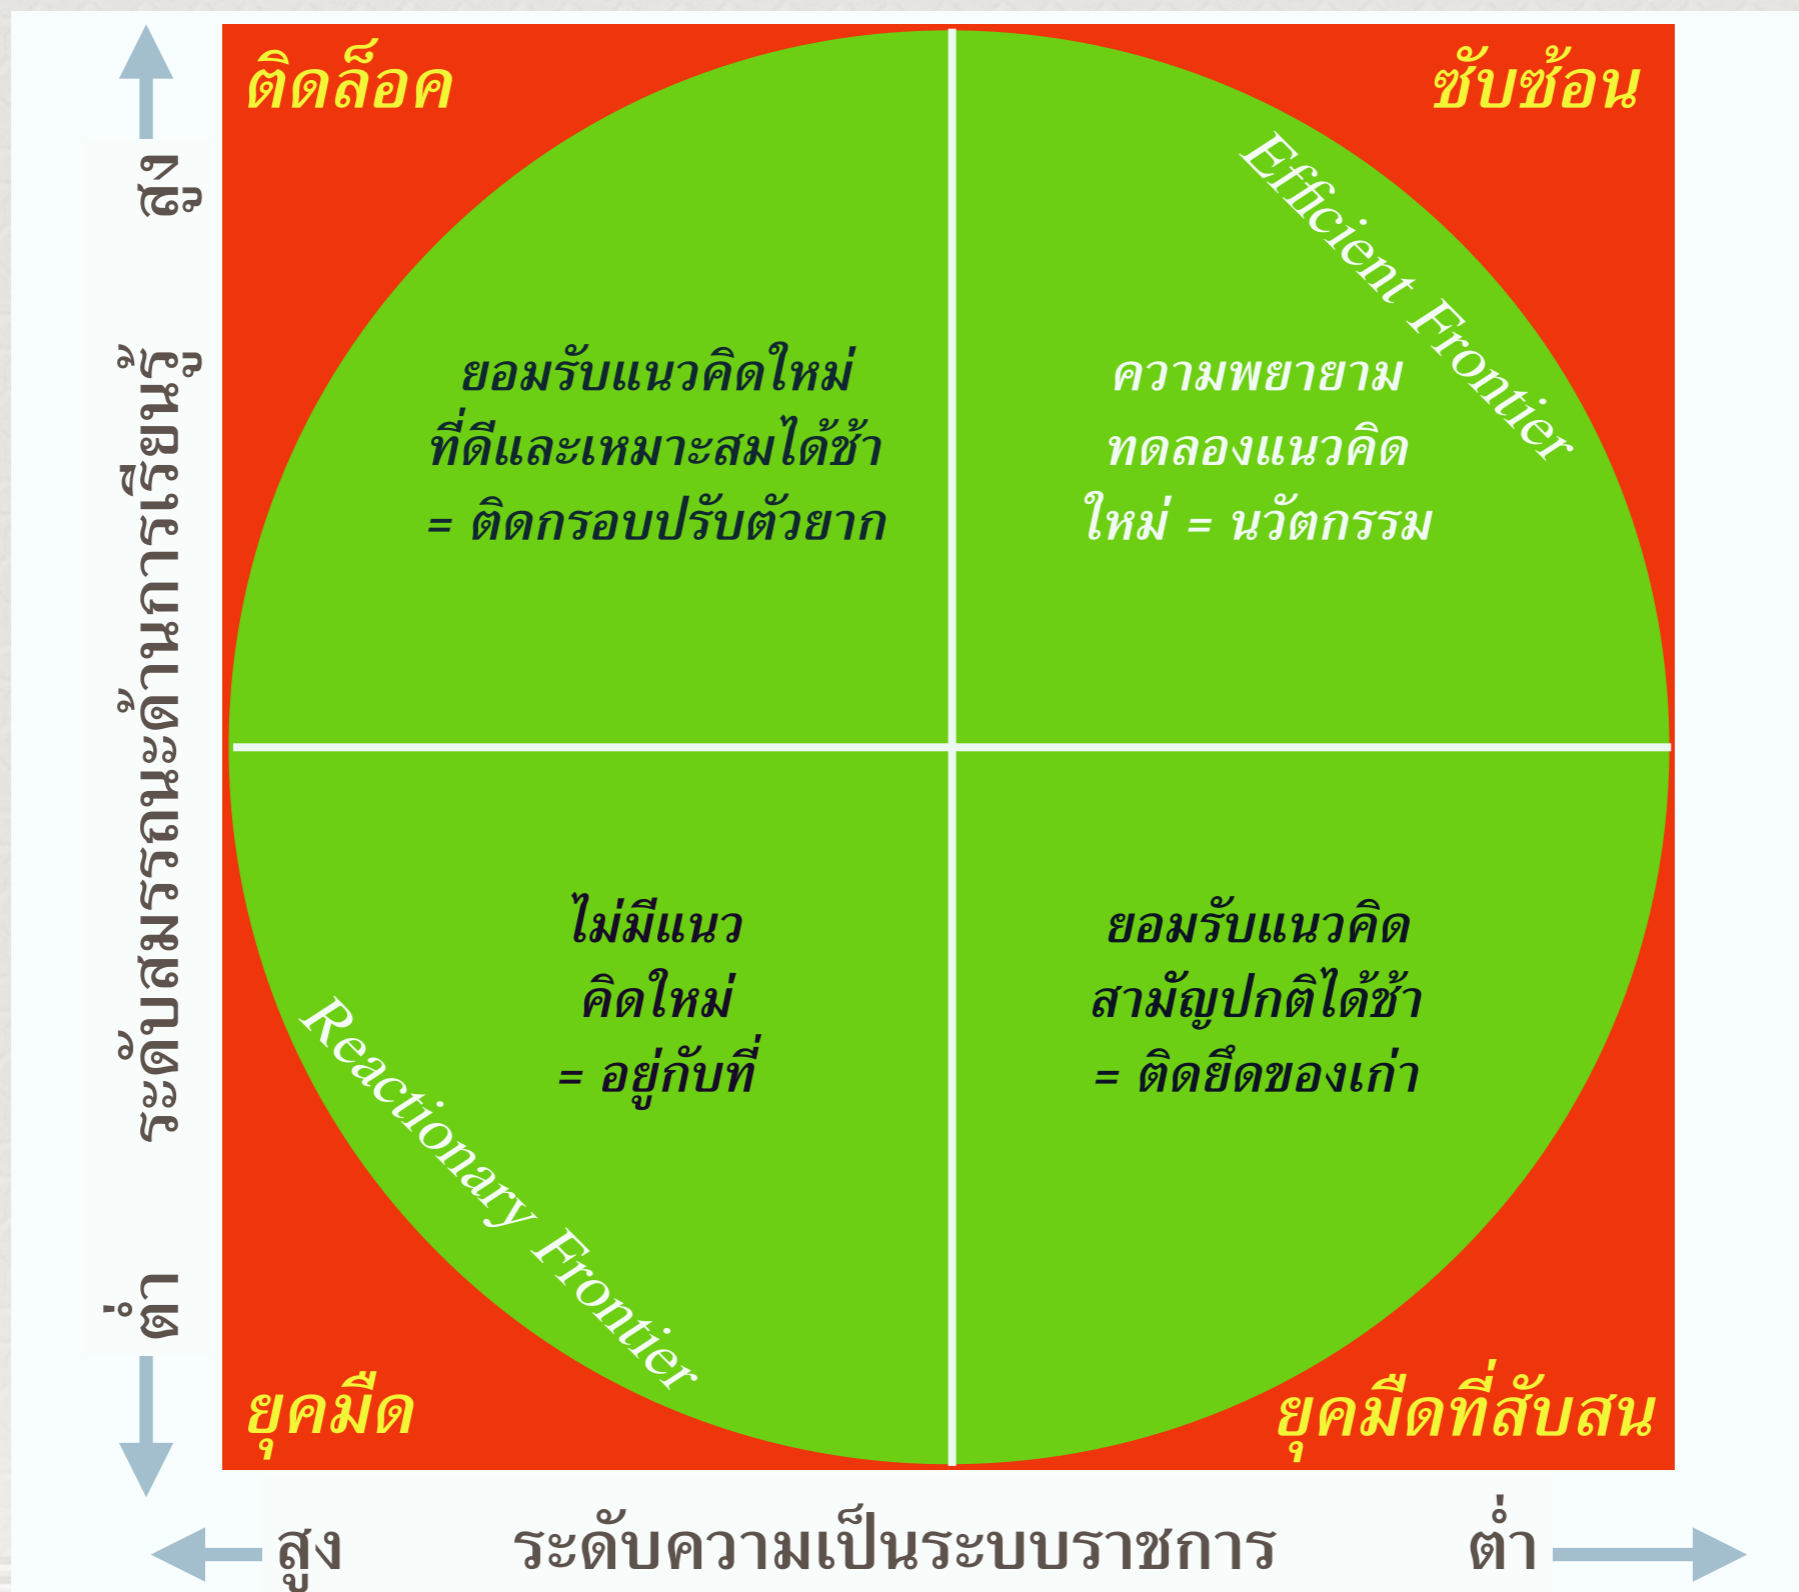 ติดล็อค
ซับซ้อน
Efficient Frontier
สูง
ระดับสมรรถนะด้านการเรียนรู้
ต่ำ
ยอมรับแนวคิดใหม่
ที่ดีและเหมาะสมได้ช้า
= ติดกรอบปรับตัวยาก
ความพยายาม
ทดลองแนวคิด
ใหม่ = นวัตกรรม
ไม่มีแนว
คิดใหม่
= อยู่กับที่
ยอมรับแนวคิด
สามัญปกติได้ช้า
= ติดยึดของเก่า
Reactionary Frontier
ยุคมืด
ยุคมืดที่สับสน
สูง
ระดับความเป็นระบบราชการ
ต่ำ